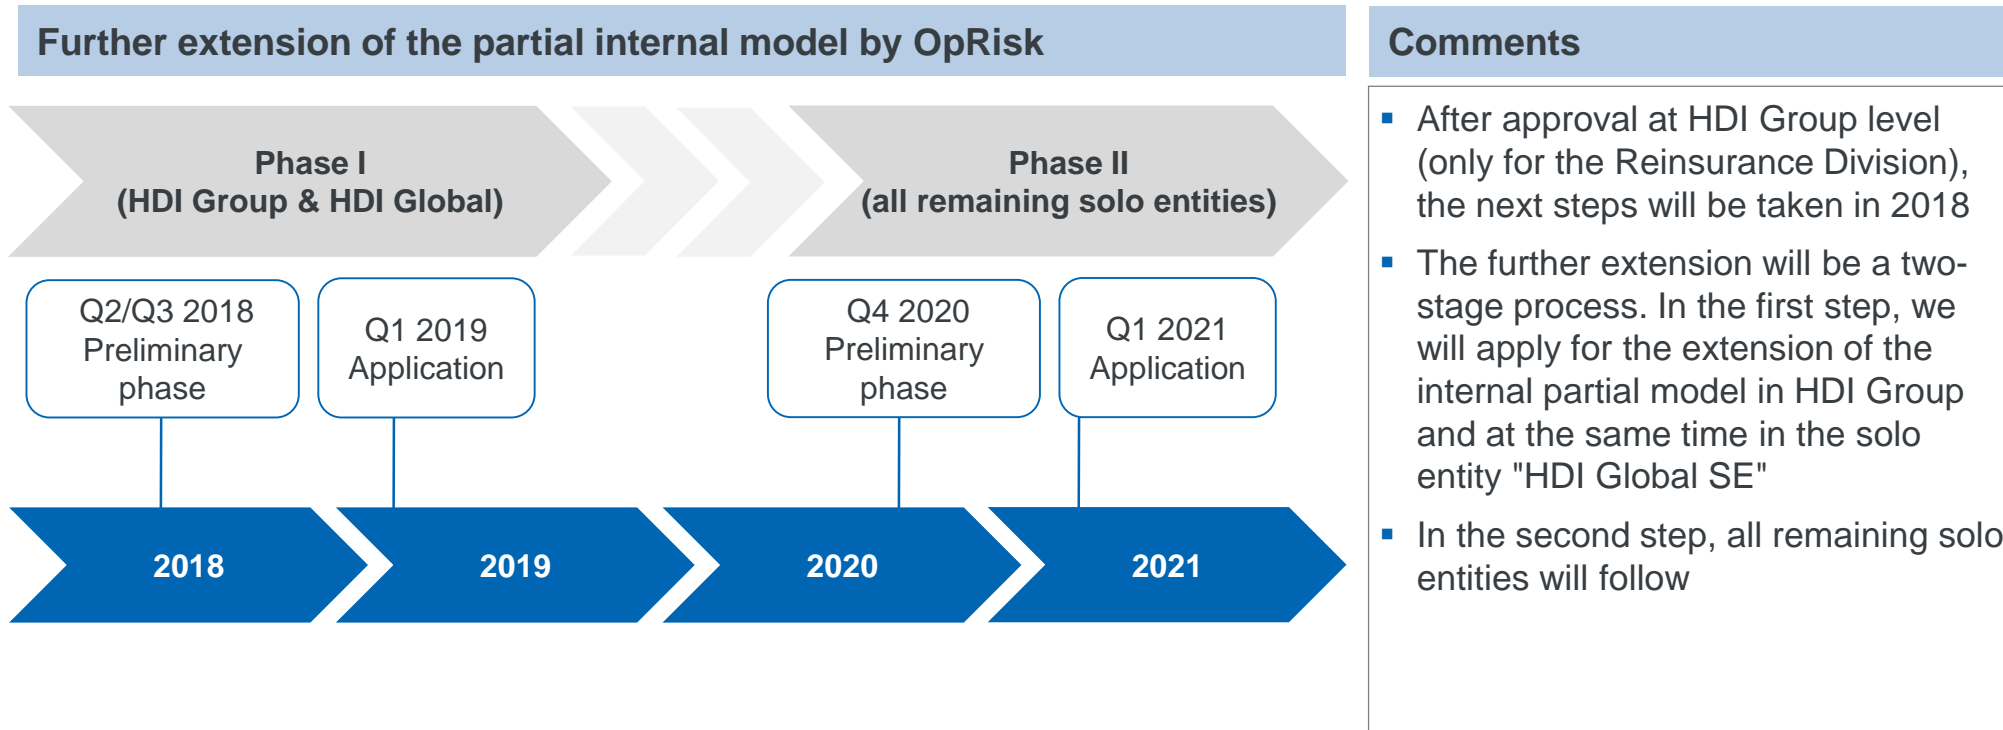 Further extension of the partial internal model by OpRisk
Phase I
(HDI Group & HDI Global)
Phase II
(all remaining solo entities)
Q2/Q3 2018
Preliminary
phase
Q1 2019
Application
Q4 2020
Preliminary
phase
Q1 2021
Application
2018
2019
2020
2021
Comments
▪ After approval at HDI Group level
(only for the Reinsurance Division),
the next steps will be taken in 2018
▪ The further extension will be a two-
stage process. In the first step, we
will apply for the extension of the
internal partial model in HDI Group
and at the same time in the solo
entity "HDI Global SE"
▪ In the second step, all remaining solo
entities will follow